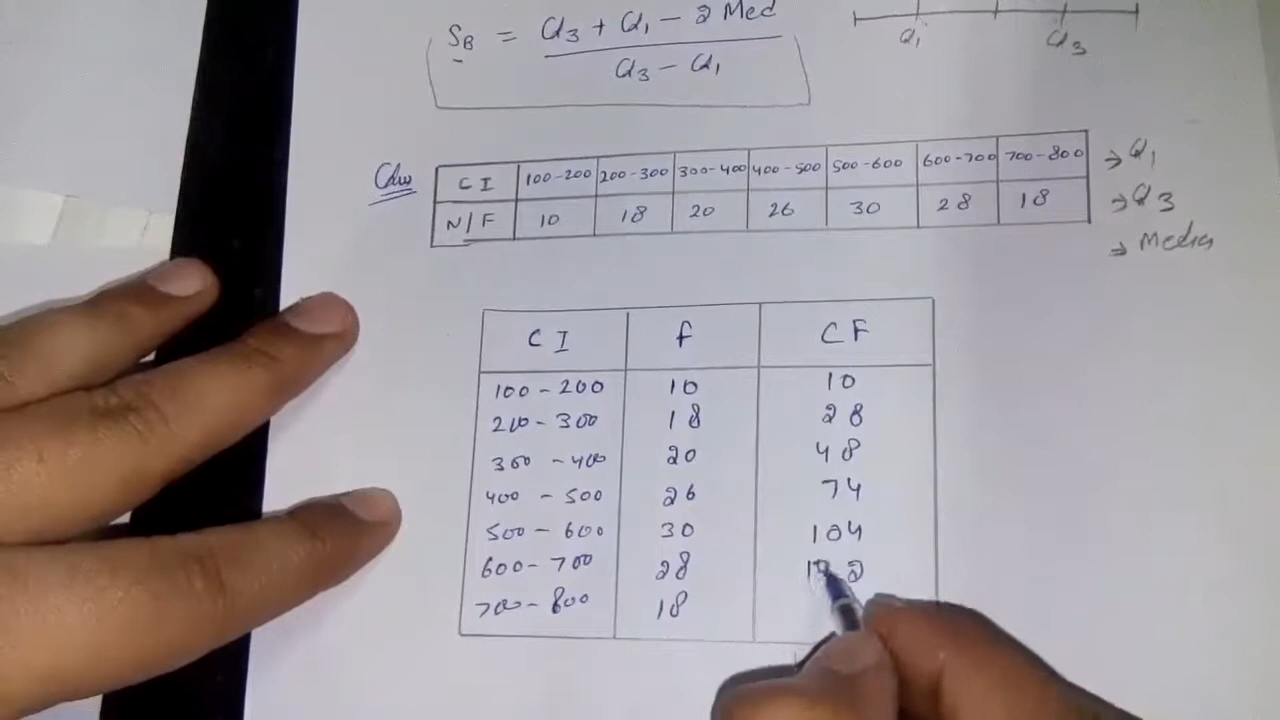 SB = Q3 + Q1 - 2 Med
Q3 - Q1
Q1 Q3
Que
CI 100-200 200-300 300-400 400-500 500-600 600-700 700-800 → Q1
N/F 10 18 20 26 30 28 18 → Q3
→ Media
CI f CF
100 - 200 10 10
200 - 300 18 28
300 - 400 20 48
400 - 500 26 74
500 - 600 30 104
600 - 700 28
700 - 800 18